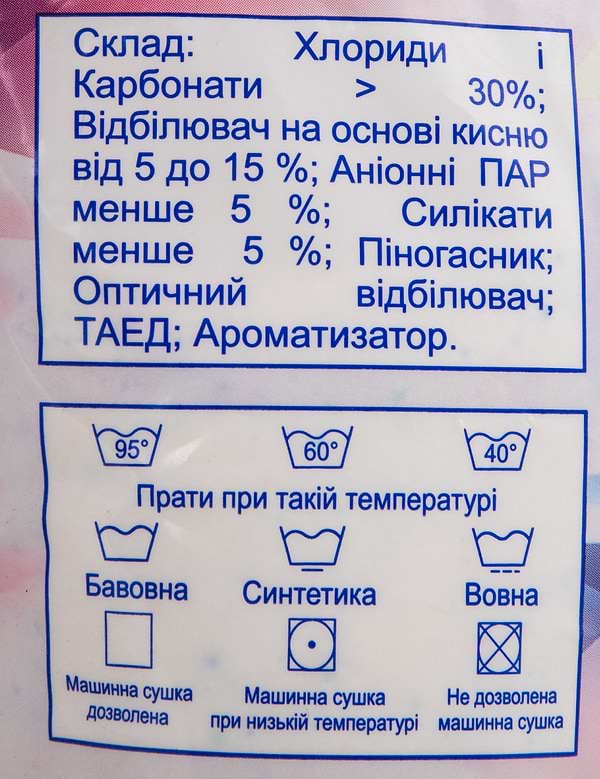 Склад: Хлориди і
Карбонати > 30%;
Відбілювач на основі кисню
від 5 до 15 %; Аніонні ПАР
менше 5 %; Силікати
менше 5 %; Піногасник;
Оптичний відбілювач;
ТАЕД; Ароматизатор.
95° 60° 40°
Прати при такій температурі
Бавовна Синтетика Вовна
Машинна сушка дозволена
Машинна сушка при низькій температурі
Не дозволена машинна сушка